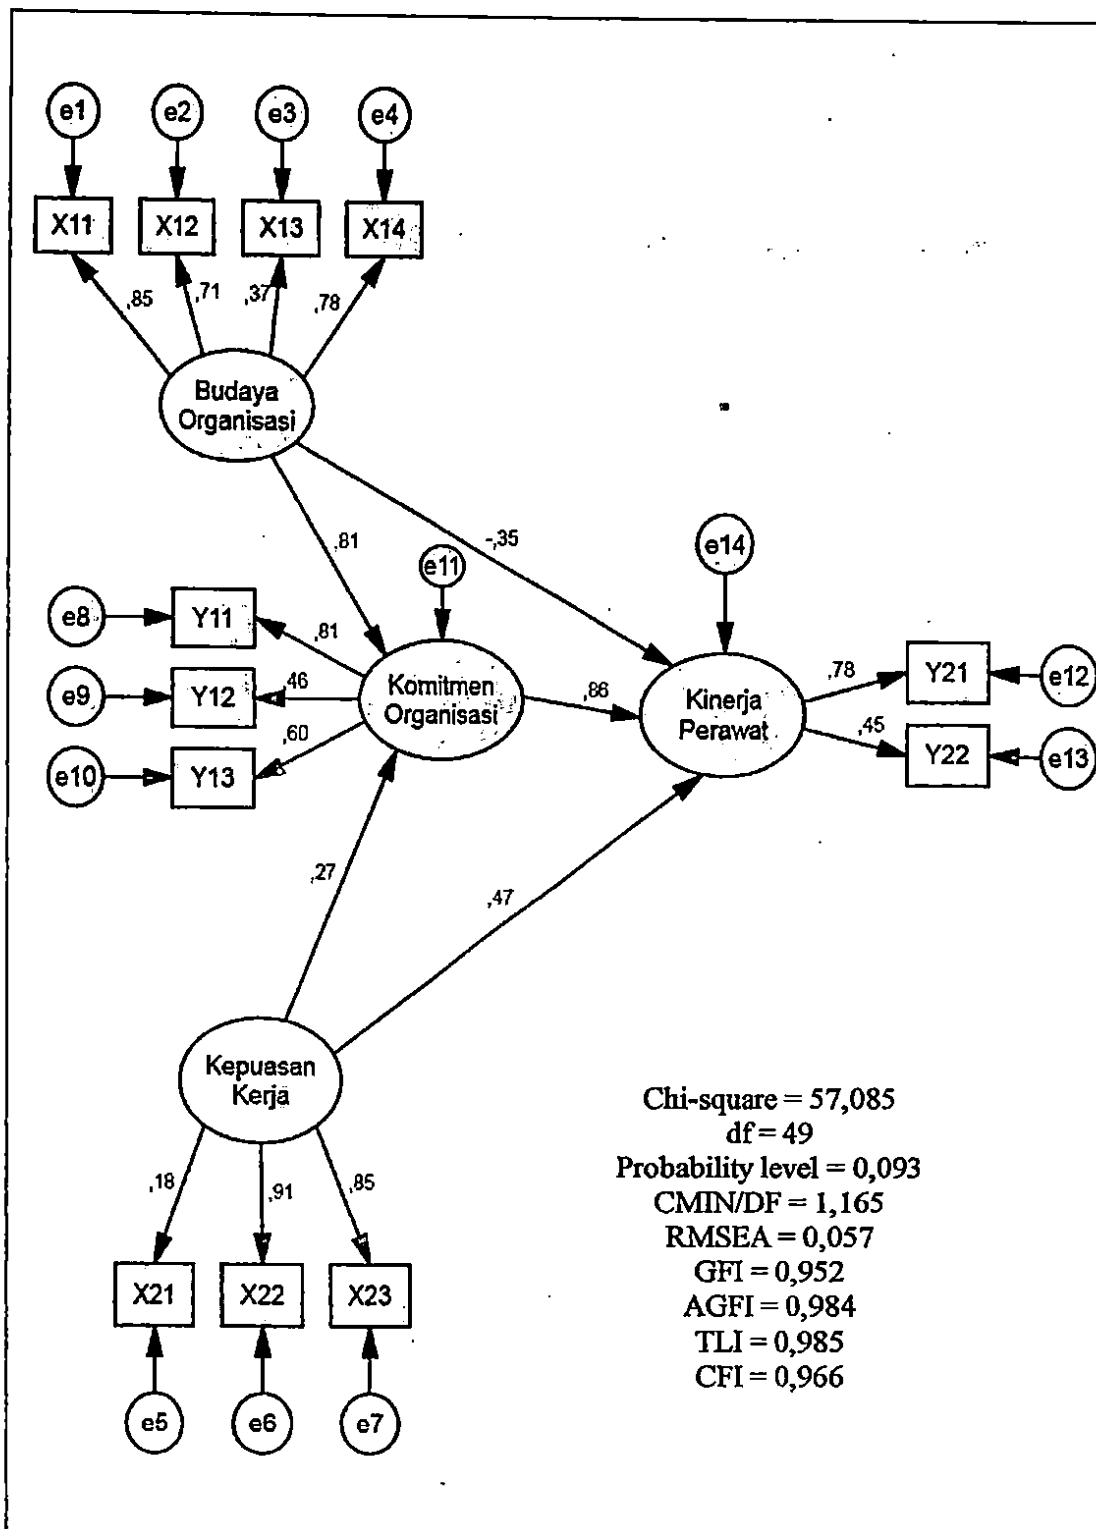 e1 e2 e3 e4
X11 X12 X13 X14
,85 ,71 ,37 ,78
Budaya
Organisasi
,81 -,35
e11 e14
e8 Y11 ,81
e9 Y12 ,46
e10 Y13 ,60
Komitmen
Organisasi
,86
Kinerja
Perawat
,78 Y21 e12
,45 Y22 e13
,27 ,47
Kepuasan
Kerja
,18 ,91 ,85
X21 X22 X23
e5 e6 e7
Chi-square = 57,085
df = 49
Probability level = 0,093
CMIN/DF = 1,165
RMSEA = 0,057
GFI = 0,952
AGFI = 0,984
TLI = 0,985
CFI = 0,966